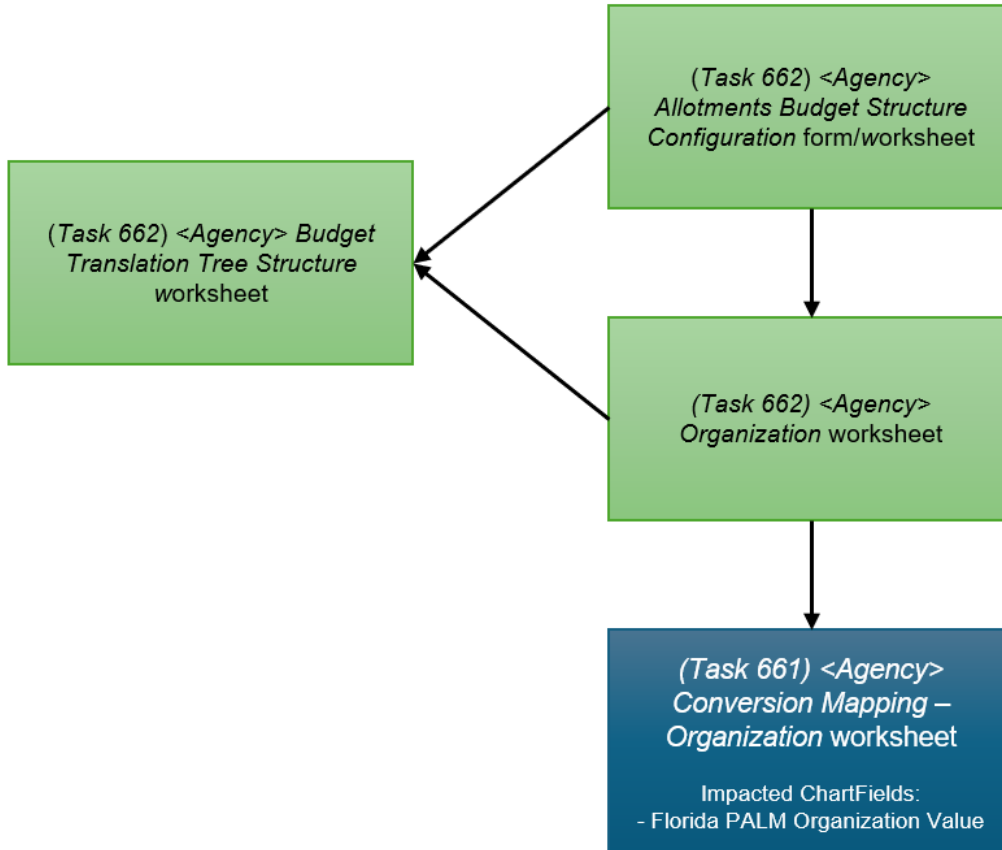 (Task 662) <Agency>
Allotments Budget Structure
Configuration form/worksheet
(Task 662) <Agency> Budget
Translation Tree Structure
worksheet
(Task 662) <Agency>
Organization worksheet
(Task 661) <Agency>
Conversion Mapping –
Organization worksheet
Impacted ChartFields:
- Florida PALM Organization Value